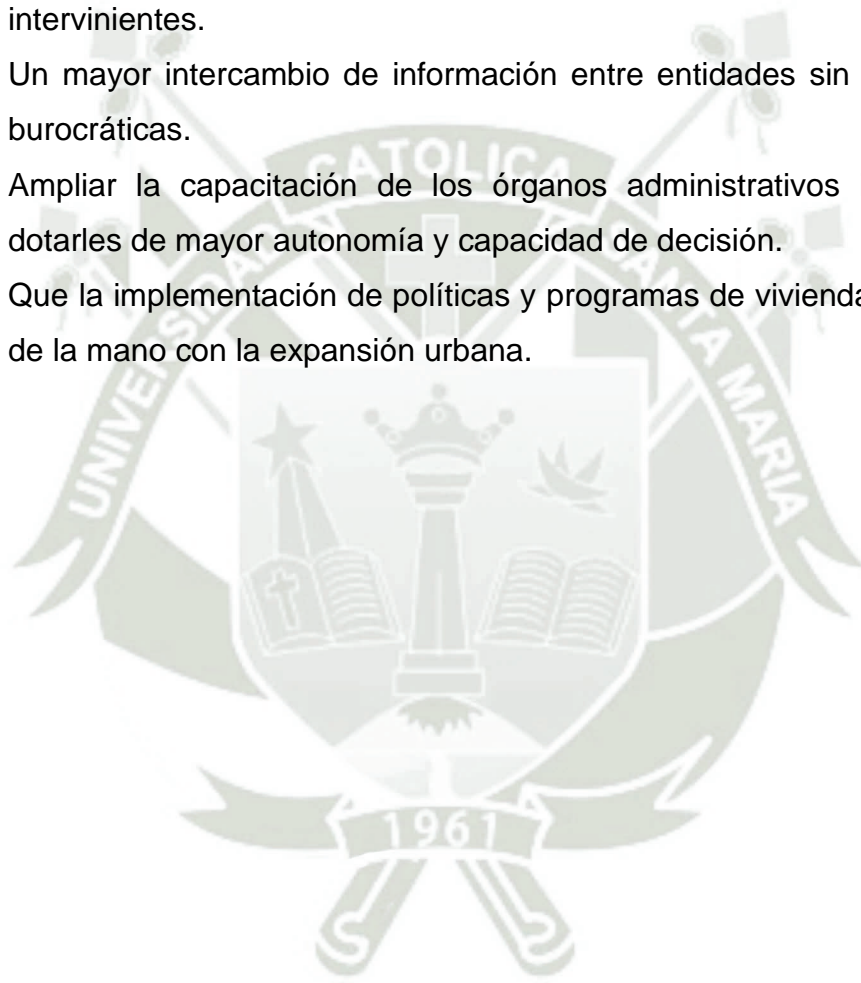 intervinientes.
Un mayor intercambio de información entre entidades sin
burocráticas.
Ampliar la capacitación de los órganos administrativos
dotarles de mayor autonomía y capacidad de decisión.
Que la implementación de políticas y programas de vivienda
de la mano con la expansión urbana.
UNIVERSIDAD CATOLICA SANTA MARIA
1961